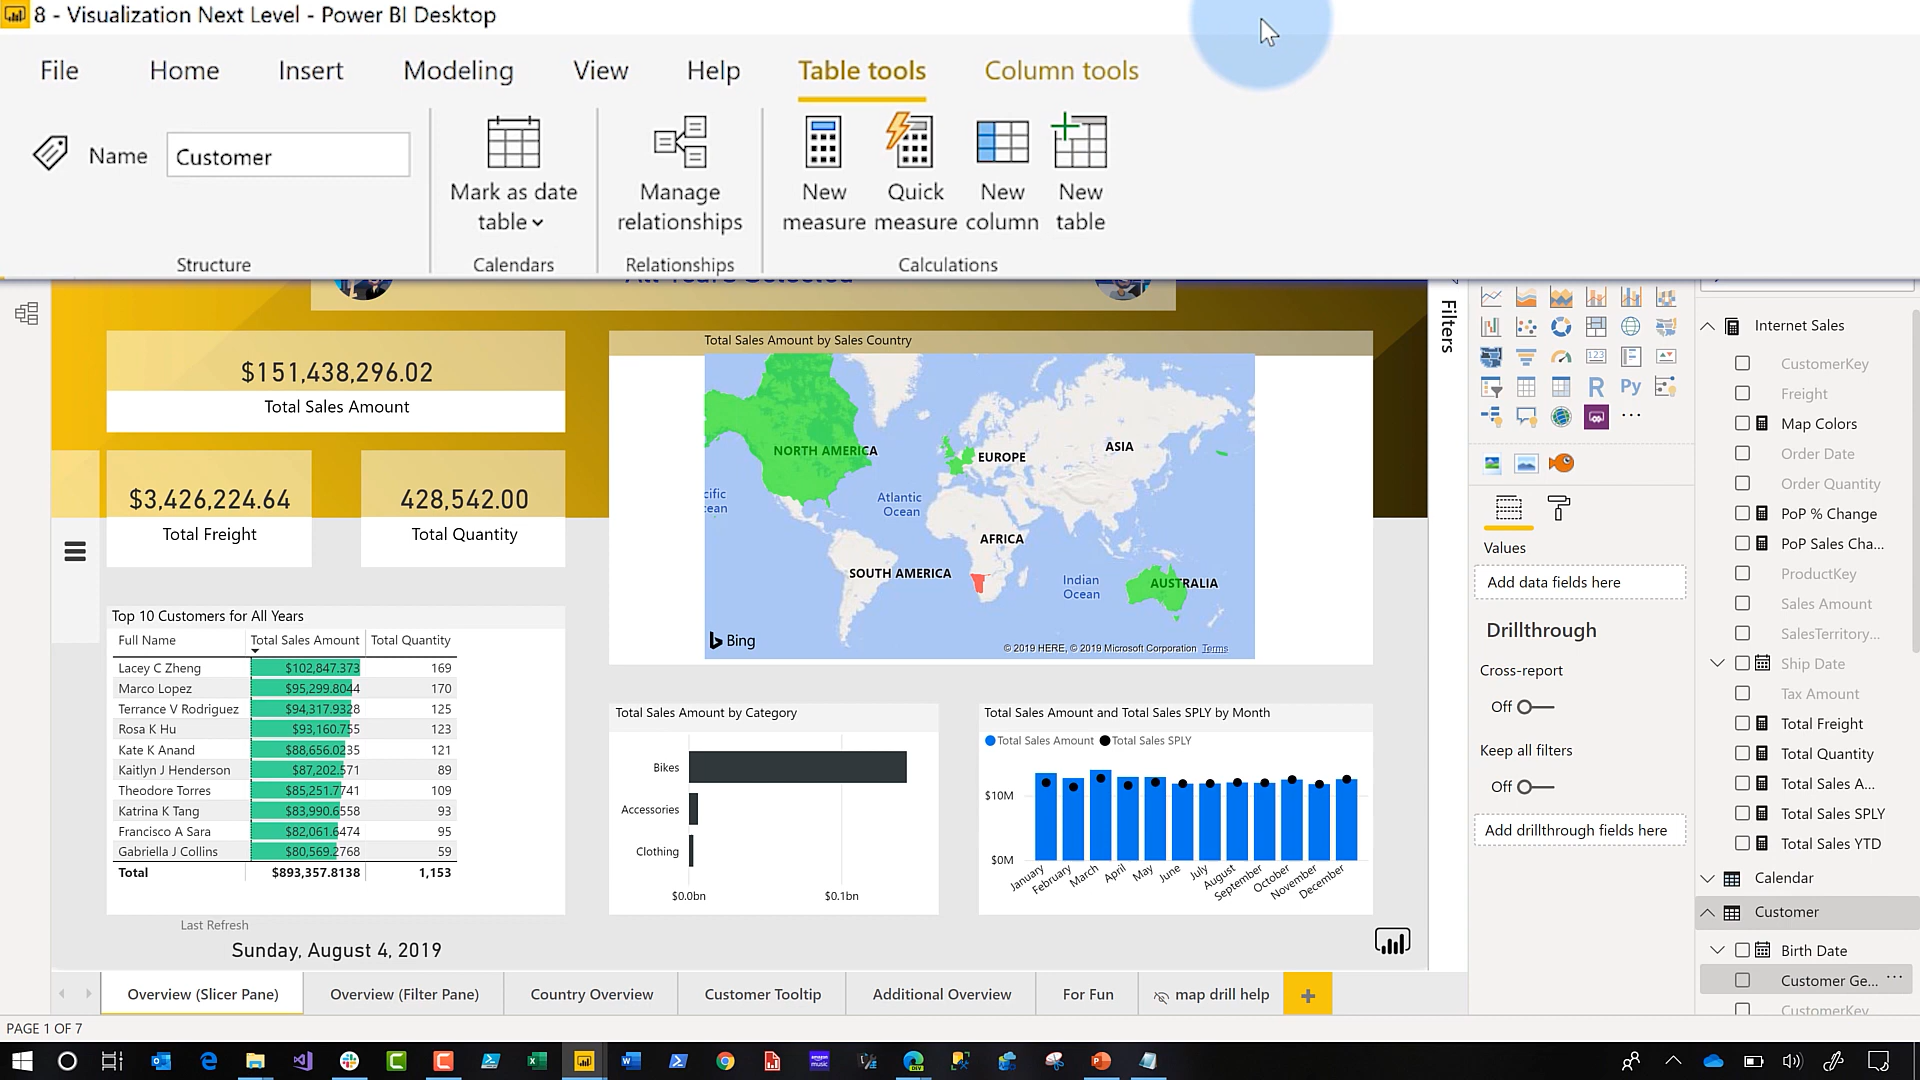 8 - Visualization Next Level - Power BI Desktop
File Home Insert Modeling View Help Table tools Column tools
Name Customer
Mark as date
table
Manage
relationships
New
measure
Quick
measure
New
column
New
table
Structure Calendars Relationships Calculations
$151,438,296.02
Total Sales Amount
$3,426,224.64
Total Freight
428,542.00
Total Quantity
Top 10 Customers for All Years
Full Name Total Sales Amount Total Quantity
Lacey C Zheng $102,847.373 169
Marco Lopez $95,299.8044 170
Terrance V Rodriguez $94,317.9328 125
Rosa K Hu $93,160.755 123
Kate K Anand $88,656.0235 121
Kaitlyn J Henderson $87,202.571 89
Theodore Torres $85,251.7741 109
Katrina K Tang $83,990.6558 93
Francisco A Sara $82,061.6474 95
Gabriella J Collins $80,569.2768 59
Total $893,357.8138 1,153
Last Refresh
Sunday, August 4, 2019
Total Sales Amount by Sales Country
NORTH AMERICA
EUROPE
ASIA
cific
ean
Atlantic
Ocean
AFRICA
SOUTH AMERICA
Indian
Ocean
AUSTRALIA
Bing
© 2019 HERE, © 2019 Microsoft Corporation Terms
Total Sales Amount by Category
Bikes
Accessories
Clothing
$0.0bn $0.1bn
Total Sales Amount and Total Sales SPLY by Month
Total Sales Amount Total Sales SPLY
$10M
$0M
January February March April May June July August September October November December
Filters
R Py
Values
Add data fields here
Drillthrough
Cross-report
Off
Keep all filters
Off
Add drillthrough fields here
Internet Sales
CustomerKey
Freight
Map Colors
Order Date
Order Quantity
PoP % Change
PoP Sales Cha...
ProductKey
Sales Amount
SalesTerritory...
Ship Date
Tax Amount
Total Freight
Total Quantity
Total Sales A...
Total Sales SPLY
Total Sales YTD
Calendar
Customer
Birth Date
Customer Ge... ...
CustomerKey
Overview (Slicer Pane) Overview (Filter Pane) Country Overview Customer Tooltip Additional Overview For Fun map drill help +
PAGE 1 OF 7